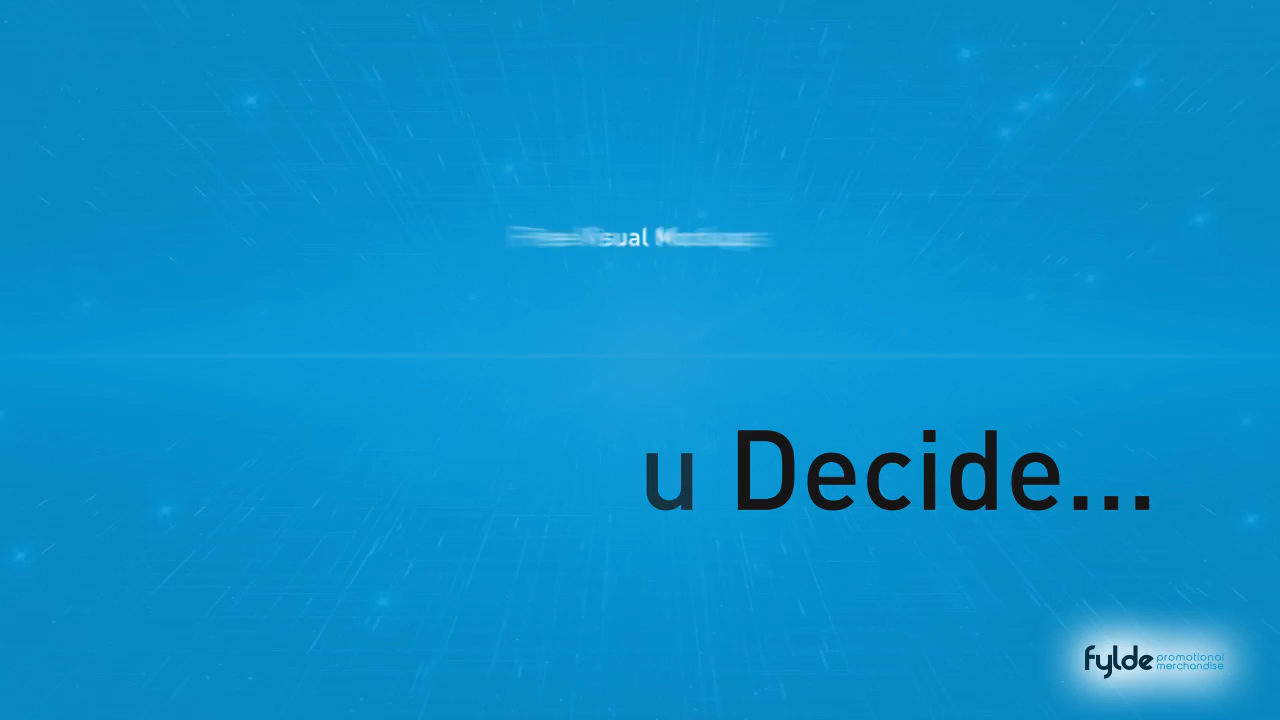 sual
u Decide...
fylde promotional
merchandise